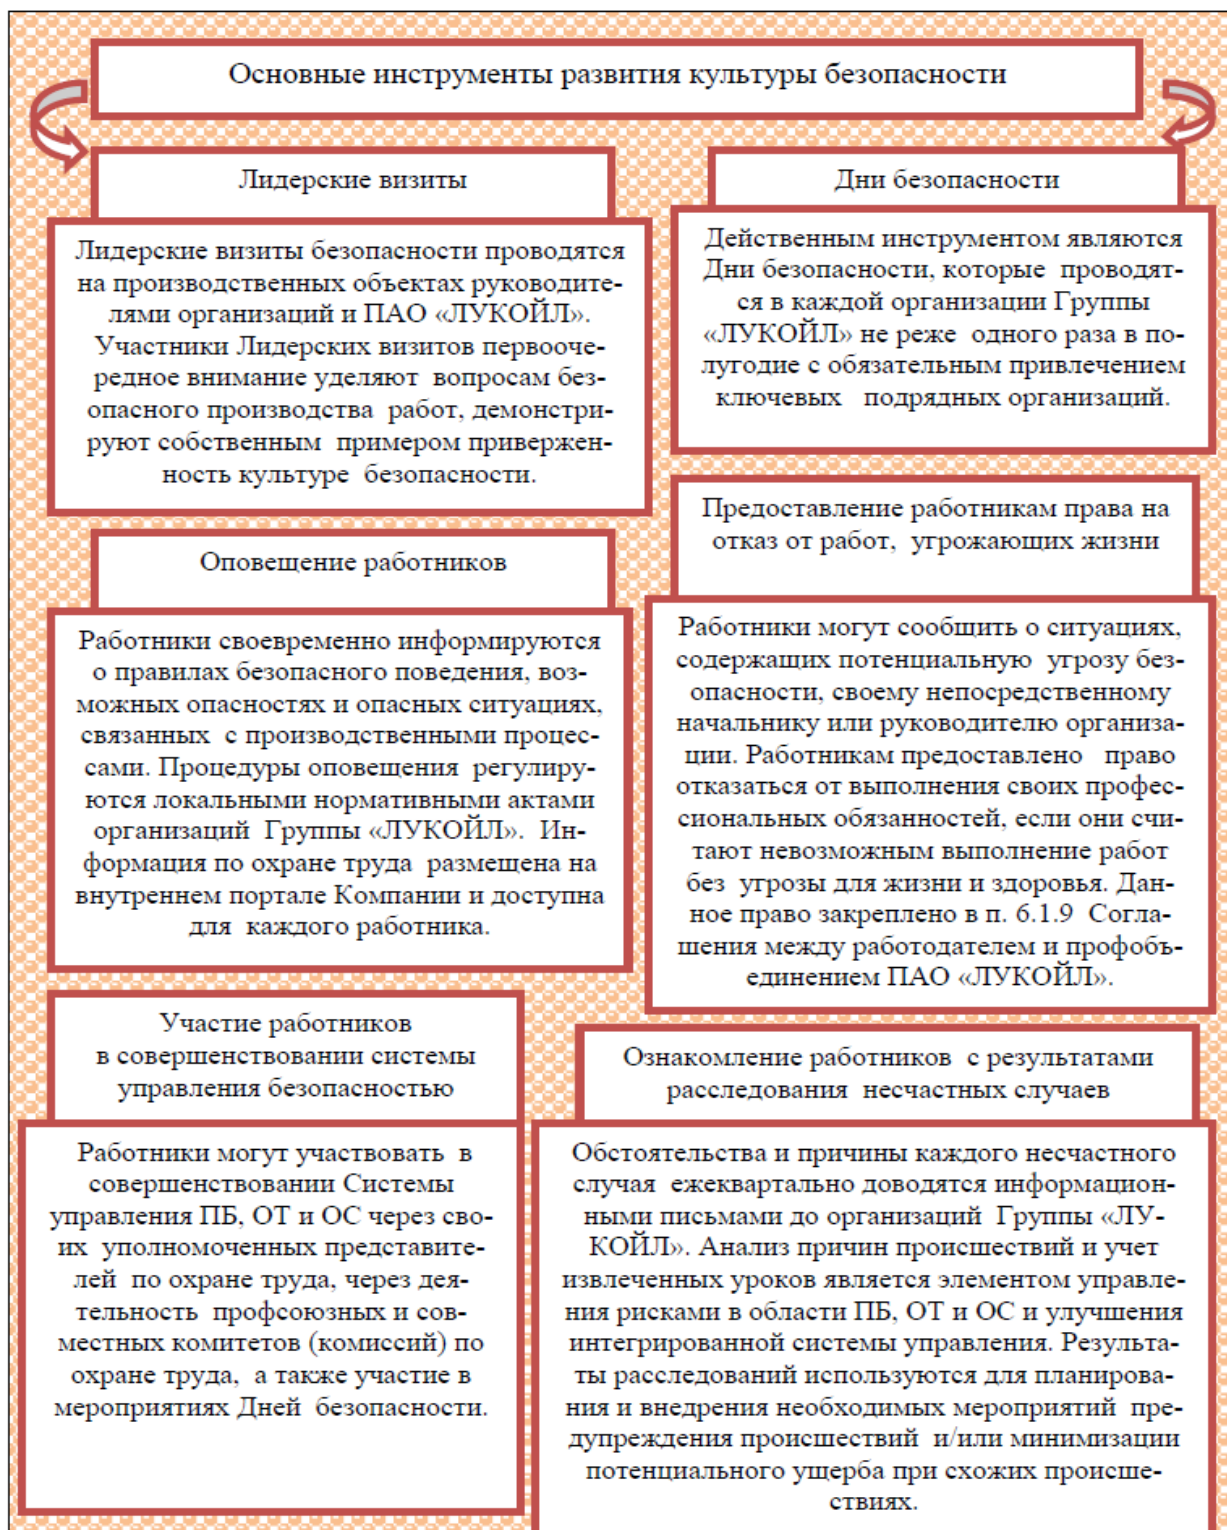 Основные инструменты развития культуры безопасности
Лидерские визиты
Лидерские визиты безопасности проводятся
на производственных объектах руководите-
лями организаций и ПАО «ЛУКОЙЛ».
Участники Лидерских визитов первооче-
редное внимание уделяют вопросам без-
опасного производства работ, демонстри-
руют собственным примером привержен-
ность культуре безопасности.
Дни безопасности
Действенным инструментом являются
Дни безопасности, которые проводят-
ся в каждой организации Группы
«ЛУКОЙЛ» не реже одного раза в по-
лугодие с обязательным привлечением
ключевых подрядных организаций.
Оповещение работников
Работники своевременно информируются
о правилах безопасного поведения, воз-
можных опасностях и опасных ситуациях,
связанных с производственными процес-
сами. Процедуры оповещения регулиру-
ются локальными нормативными актами
организаций Группы «ЛУКОЙЛ». Ин-
формация по охране труда размещена на
внутреннем портале Компании и доступна
для каждого работника.
Предоставление работникам права на
отказ от работ, угрожающих жизни
Работники могут сообщить о ситуациях,
содержащих потенциальную угрозу без-
опасности, своему непосредственному
начальнику или руководителю организа-
ции. Работникам предоставлено право
отказаться от выполнения своих профес-
сиональных обязанностей, если они счи-
тают невозможным выполнение работ
без угрозы для жизни и здоровья. Дан-
ное право закреплено в п. 6.1.9 Согла-
шения между работодателем и профобъ-
единением ПАО «ЛУКОЙЛ».
Участие работников
в совершенствовании системы
управления безопасностью
Работники могут участвовать в
совершенствовании Системы
управления ПБ, ОТ и ОС через сво-
их уполномоченных представите-
лей по охране труда, через дея-
тельность профсоюзных и сов-
местных комитетов (комиссий) по
охране труда, а также участие в
мероприятиях Дней безопасности.
Ознакомление работников с результатами
расследования несчастных случаев
Обстоятельства и причины каждого несчастного
случая ежеквартально доводятся информацион-
ными письмами до организаций Группы «ЛУ-
КОЙЛ». Анализ причин происшествий и учет
извлеченных уроков является элементом управле-
ния рисками в области ПБ, ОТ и ОС и улучшения
интегрированной системы управления. Результа-
ты расследований используются для планирова-
ния и внедрения необходимых мероприятий пре-
дупреждения происшествий и/или минимизации
потенциального ущерба при схожих происше-
ствиях.